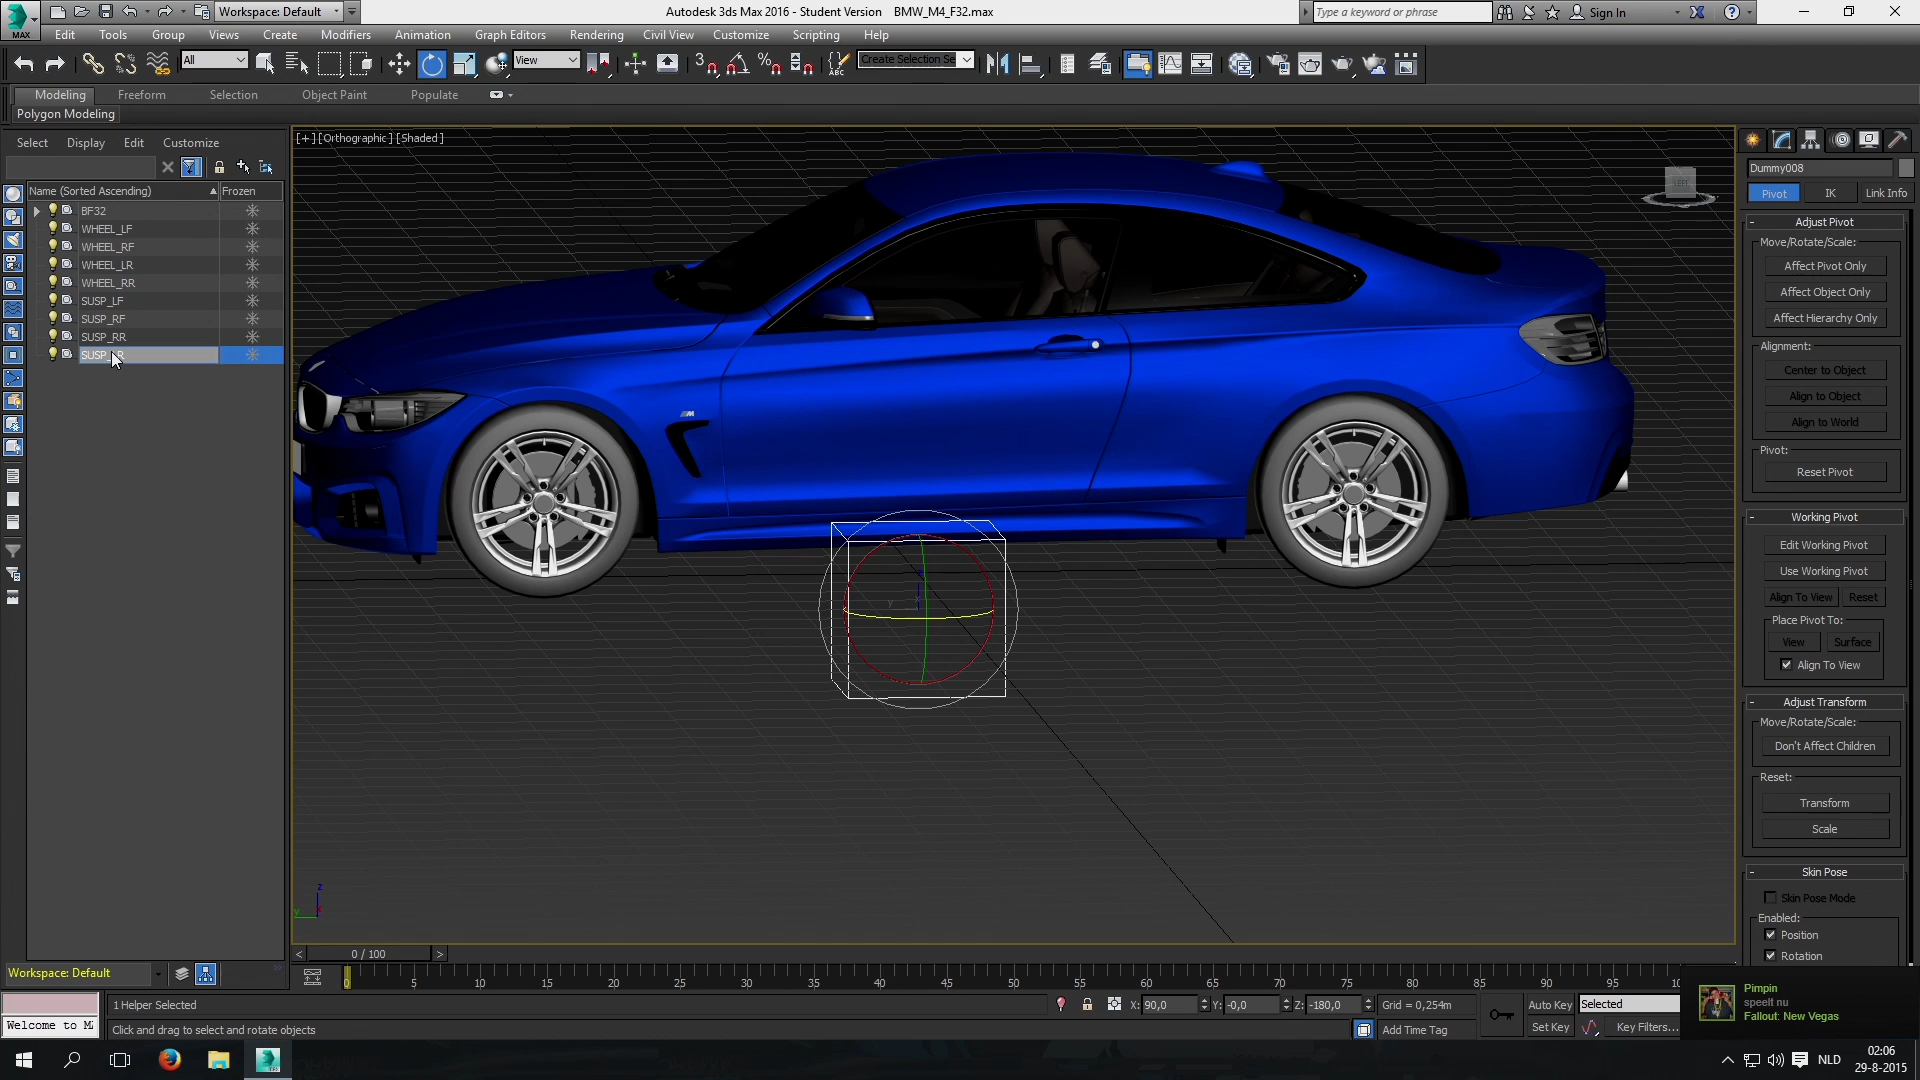 MAX
Workspace: Default
Autodesk 3ds Max 2016 - Student Version    BMW_M4_F32.max
Type a keyword or phrase
Sign In
Edit Tools Group Views Create Modifiers Animation Graph Editors Rendering Civil View Customize Scripting Help
All
View
3
%
ABC
Create Selection Se
Modeling Freeform Selection Object Paint Populate
Polygon Modeling
Select Display Edit Customize
Name (Sorted Ascending) Frozen
BF32
WHEEL_LF
WHEEL_RF
WHEEL_LR
WHEEL_RR
SUSP_LF
SUSP_RF
SUSP_RR
[+] [Orthographic] [Shaded]
LEFT
Dummy008
Pivot IK Link Info
- Adjust Pivot
Move/Rotate/Scale:
Affect Pivot Only
Affect Object Only
Affect Hierarchy Only
Alignment:
Center to Object
Align to Object
Align to World
Pivot:
Reset Pivot
- Working Pivot
Edit Working Pivot
Use Working Pivot
Align To View Reset
Place Pivot To:
View Surface
Align To View
- Adjust Transform
Move/Rotate/Scale:
Don't Affect Children
Reset:
Transform
Scale
- Skin Pose
Skin Pose Mode
Enabled:
Position
Rotation
M
z
y
x
z
y
x
< 0 / 100 >
Workspace: Default
0 5 10 15 20 25 30 35 40 45 50 55 60 65 70 75 80 85 90 95
1 Helper Selected
X: 90,0 Y: -0,0 Z: -180,0 Grid = 0,254m
Auto Key Selected
Welcome to M
Click and drag to select and rotate objects
Add Time Tag
Set Key Key Filters...
Pimpin
speelt nu
Fallout: New Vegas
NLD
02:06
29-8-2015